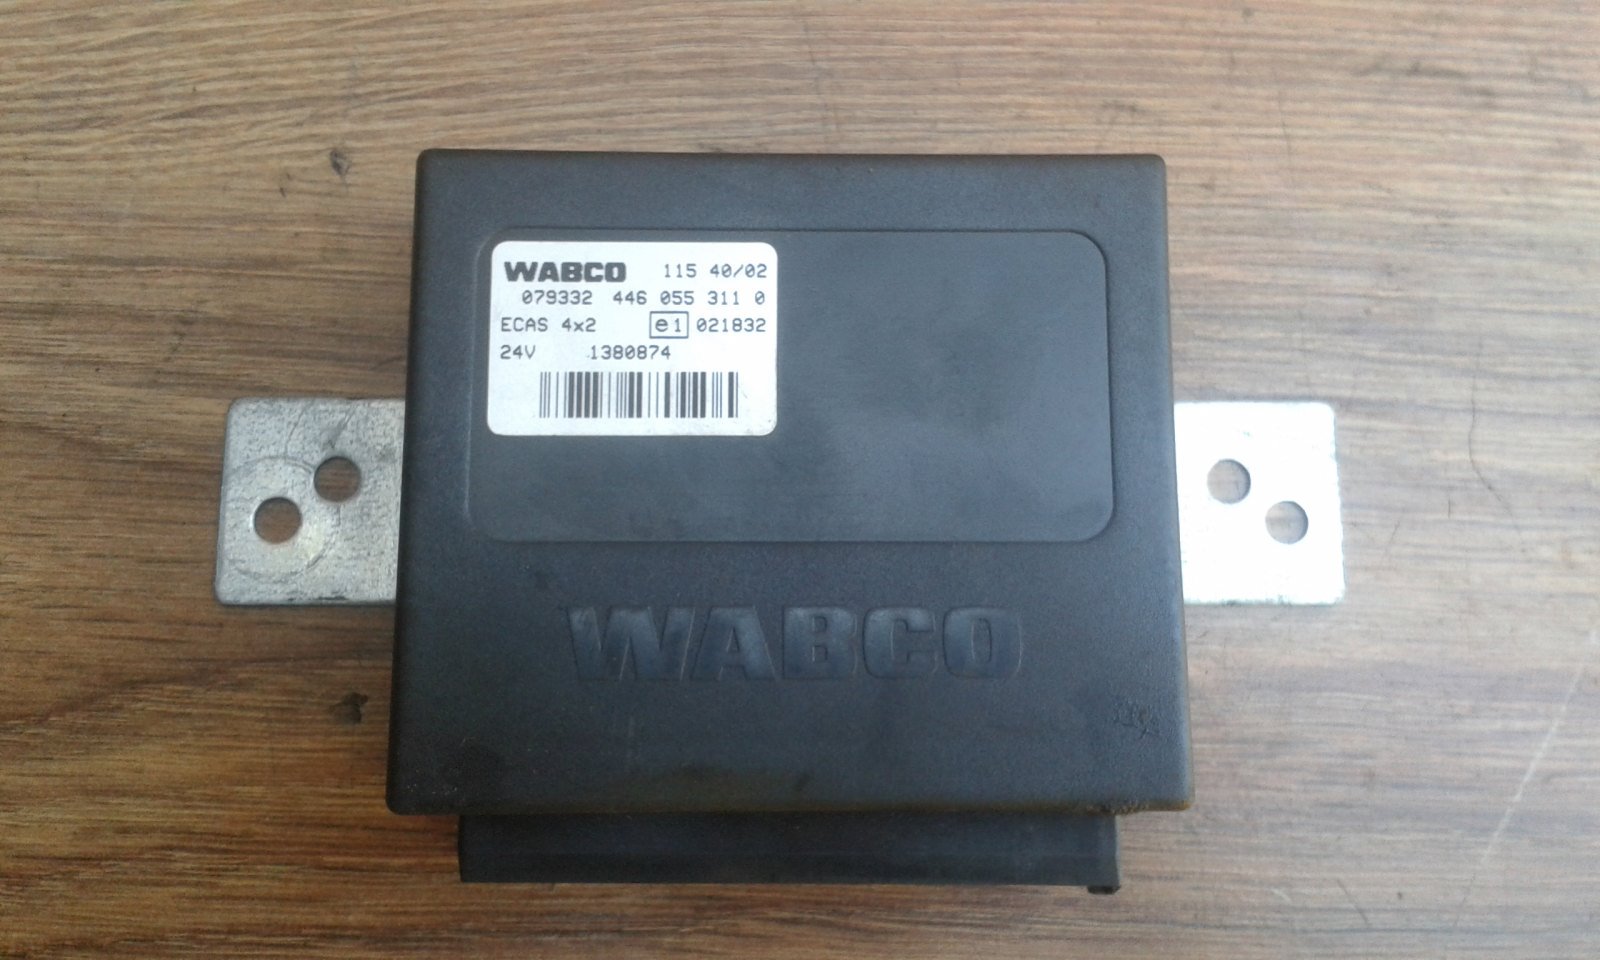 WABCO 115 40/02
079332 446 055 311 0
ECAS 4x2 e1 021832
24V 1380874
WABCO